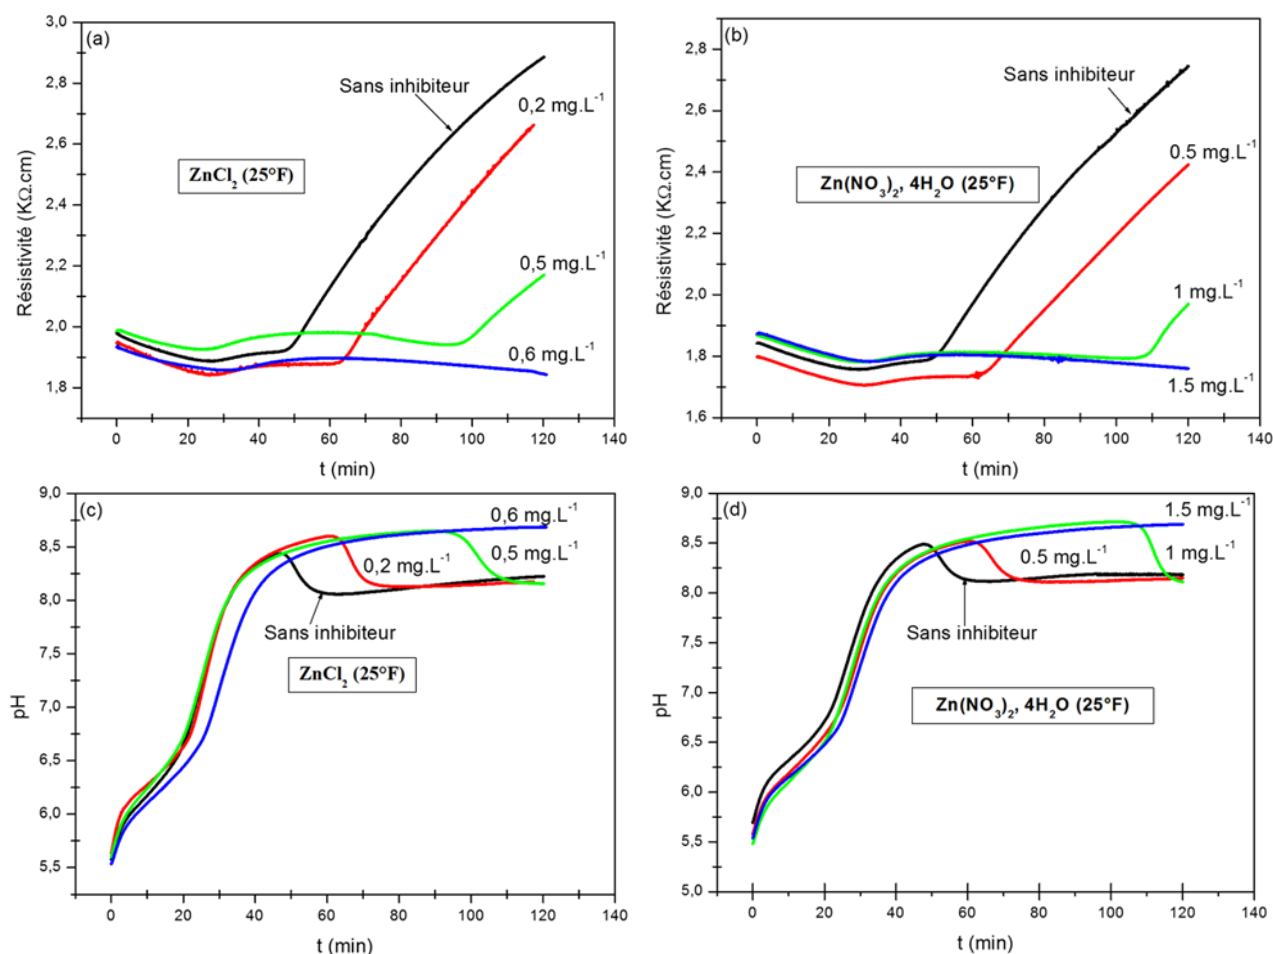 (a)
Résistivité (KΩ.cm)
3,0
2,8
2,6
2,4
2,2
2,0
1,8
Sans inhibiteur
0,2 mg.L⁻¹
ZnCl₂ (25°F)
0,5 mg.L⁻¹
0,6 mg.L⁻¹
0 20 40 60 80 100 120 140
t (min)
(b)
Résistivité (KΩ.cm)
2,8
2,6
2,4
2,2
2,0
1,8
1,6
Sans inhibiteur
0.5 mg.L⁻¹
Zn(NO₃)₂, 4H₂O (25°F)
1 mg.L⁻¹
1.5 mg.L⁻¹
0 20 40 60 80 100 120 140
t (min)
(c)
pH
9,0
8,5
8,0
7,5
7,0
6,5
6,0
5,5
0,6 mg.L⁻¹
0,2 mg.L⁻¹
0,5 mg.L⁻¹
Sans inhibiteur
ZnCl₂ (25°F)
0 20 40 60 80 100 120 140
t (min)
(d)
pH
9,0
8,5
8,0
7,5
7,0
6,5
6,0
5,5
5,0
1.5 mg.L⁻¹
0.5 mg.L⁻¹
1 mg.L⁻¹
Sans inhibiteur
Zn(NO₃)₂, 4H₂O (25°F)
0 20 40 60 80 100 120 140
t (min)